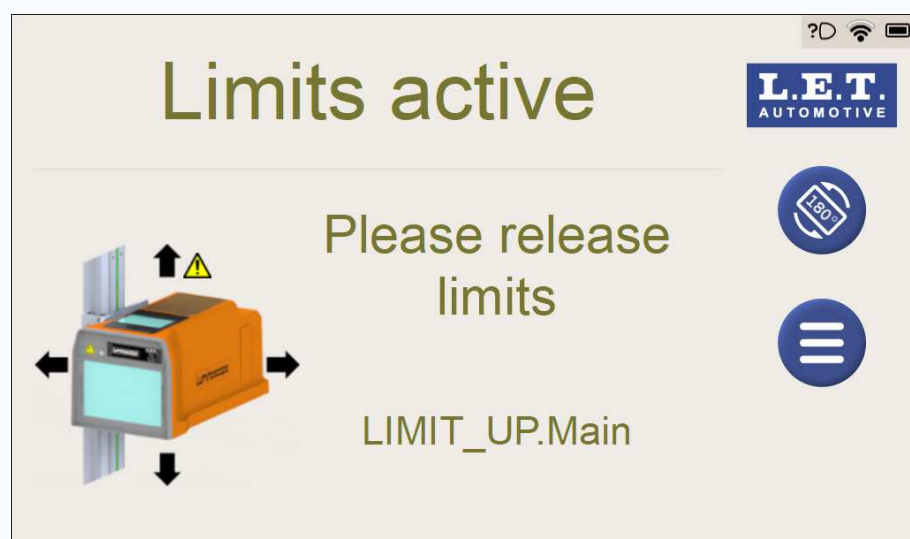 ?
Limits active
L.E.T.
AUTOMOTIVE
180°
Please release
limits
LIMIT_UP.Main